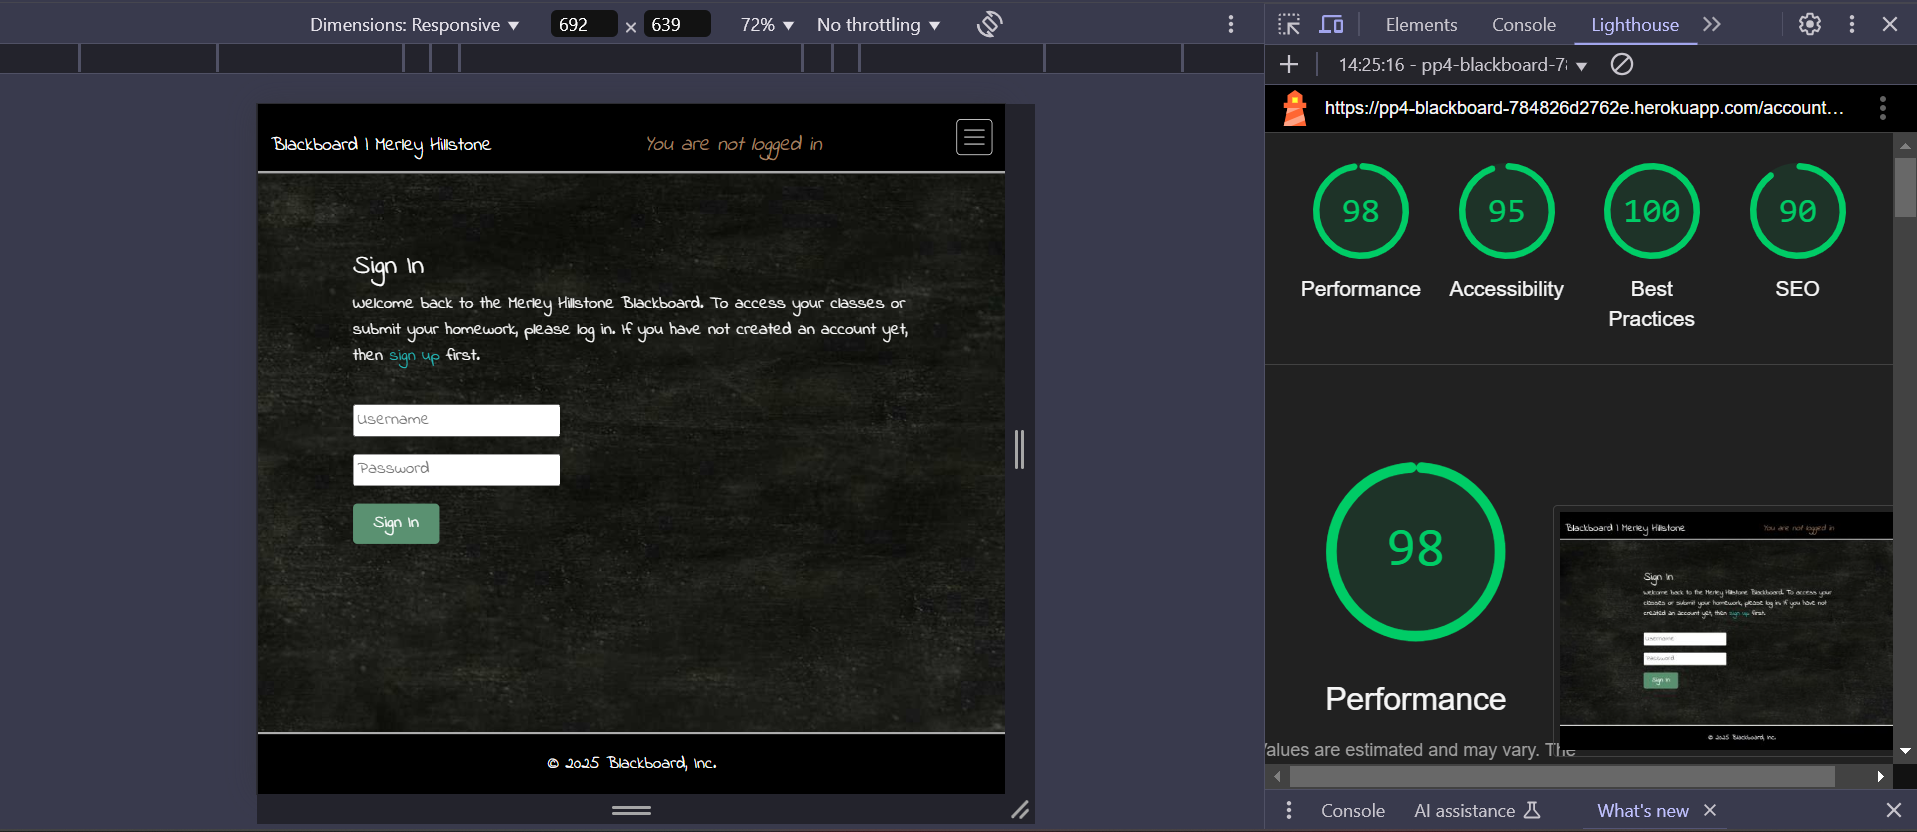 Dimensions: Responsive 692 × 639 72% No throttling
Elements Console Lighthouse
14:25:16 - pp4-blackboard-78
https://pp4-blackboard-784826d2762e.herokuapp.com/account…
Blackboard | Merley Hillstone
You are not logged in
Sign In
Welcome back to the Merley Hillstone Blackboard. To access your classes or
submit your homework, please log in. If you have not created an account yet,
then sign up first.
Username
Password
Sign In
© 2025 Blackboard, Inc.
98 95 100 90
Performance Accessibility Best
Practices
SEO
98
Performance
Values are estimated and may vary. The
Blackboard | Merley Hillstone You are not logged in
Sign In
Welcome back to the Merley Hillstone Blackboard. To access your
classes or submit your homework, please log in. If you have not
created an account yet, then sign up first.
Username
Password
Sign In
© 2025 Blackboard, Inc.
Console AI assistance What's new